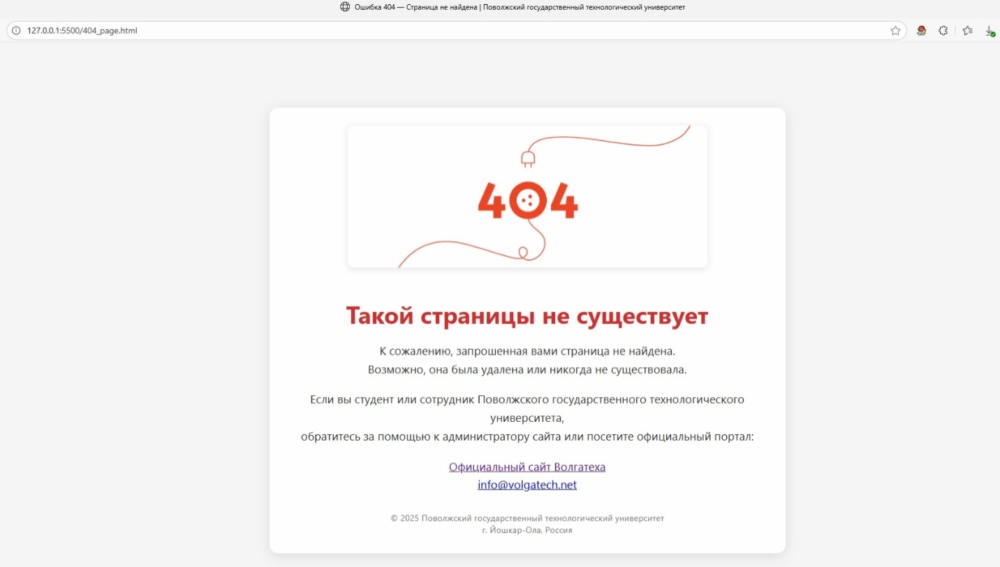 Ошибка 404 — Страница не найдена | Поволжский государственный технологический университет
127.0.0.1:5500/404_page.html
404
Такой страницы не существует
К сожалению, запрошенная вами страница не найдена.
Возможно, она была удалена или никогда не существовала.
Если вы студент или сотрудник Поволжского государственного технологического
университета,
обратитесь за помощью к администратору сайта или посетите официальный портал:
Официальный сайт Волгатеха
info@volgatech.net
© 2025 Поволжский государственный технологический университет
г. Йошкар-Ола, Россия